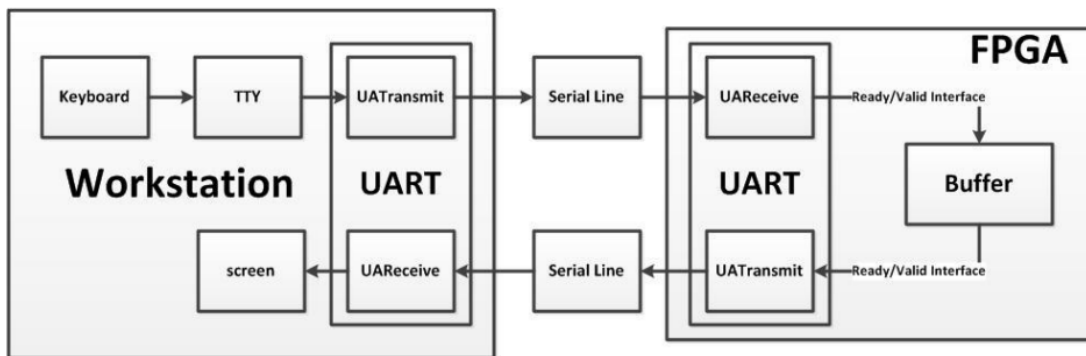 FPGA
Keyboard
TTY
UATransmit
Serial Line
UAReceive
Ready/Valid Interface
Workstation
UART
UART
Buffer
screen
UAReceive
Serial Line
UATransmit
Ready/Valid Interface